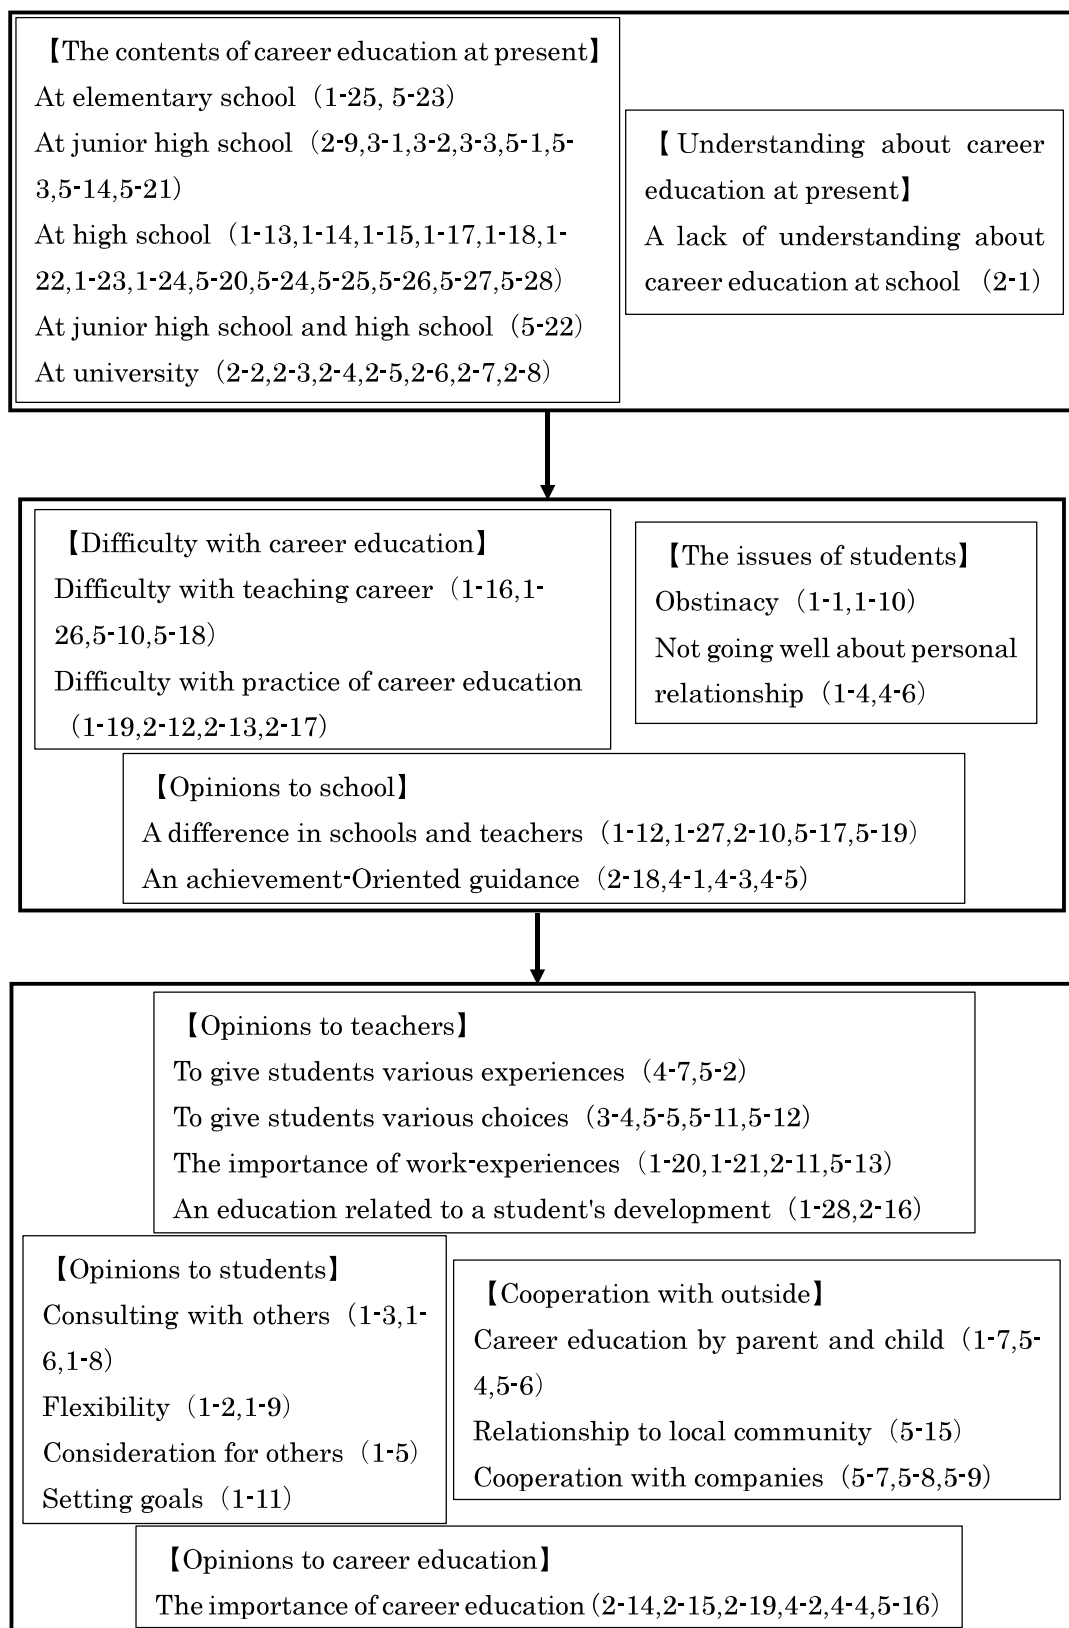 【The contents of career education at present】
At elementary school（1-25, 5-23）
At junior high school（2-9,3-1,3-2,3-3,5-1,5-
3,5-14,5-21）
At high school（1-13,1-14,1-15,1-17,1-18,1-
22,1-23,1-24,5-20,5-24,5-25,5-26,5-27,5-28）
At junior high school and high school（5-22）
At university（2-2,2-3,2-4,2-5,2-6,2-7,2-8）
【Understanding about career
education at present】
A lack of understanding about
career education at school（2-1）
【Difficulty with career education】
Difficulty with teaching career（1-16,1-
26,5-10,5-18）
Difficulty with practice of career education
（1-19,2-12,2-13,2-17）
【The issues of students】
Obstinacy（1-1,1-10）
Not going well about personal
relationship（1-4,4-6）
【Opinions to school】
A difference in schools and teachers（1-12,1-27,2-10,5-17,5-19）
An achievement-Oriented guidance（2-18,4-1,4-3,4-5）
【Opinions to teachers】
To give students various experiences（4-7,5-2）
To give students various choices（3-4,5-5,5-11,5-12）
The importance of work-experiences（1-20,1-21,2-11,5-13）
An education related to a student's development（1-28,2-16）
【Opinions to students】
Consulting with others（1-3,1-
6,1-8）
Flexibility（1-2,1-9）
Consideration for others（1-5）
Setting goals（1-11）
【Cooperation with outside】
Career education by parent and child（1-7,5-
4,5-6）
Relationship to local community（5-15）
Cooperation with companies（5-7,5-8,5-9）
【Opinions to career education】
The importance of career education（2-14,2-15,2-19,4-2,4-4,5-16）